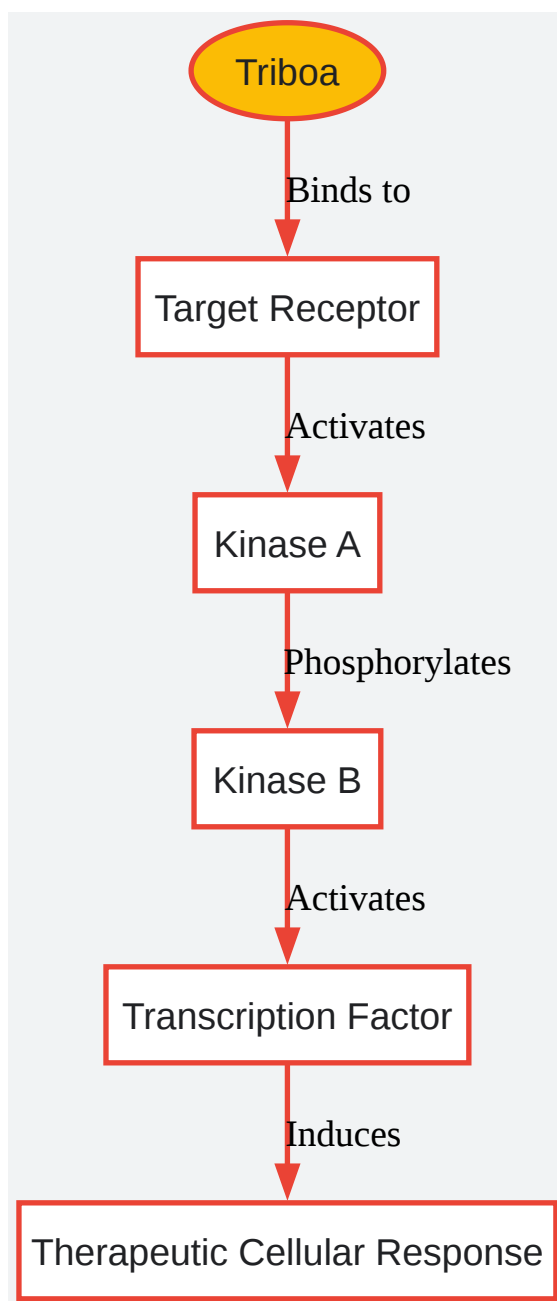 Triboa
Binds to
Target Receptor
Activates
Kinase A
Phosphorylates
Kinase B
Activates
Transcription Factor
Induces
Therapeutic Cellular Response